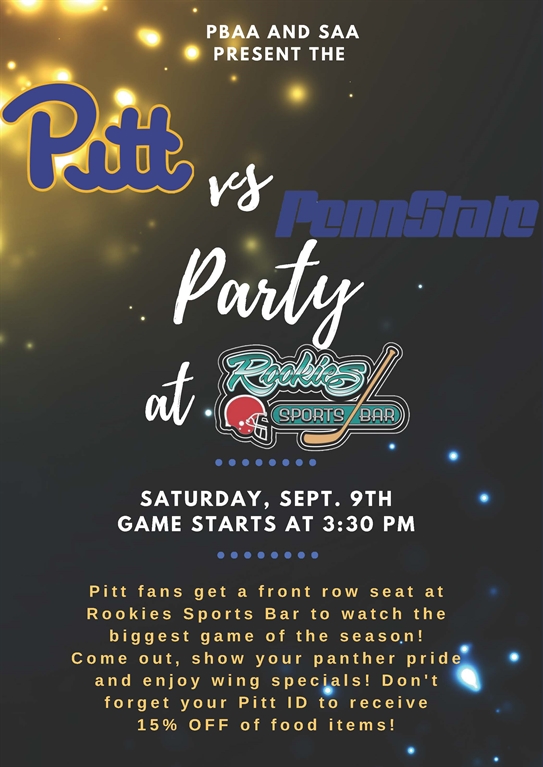 PBAA AND SAA
PRESENT THE
Pitt
vs
PennState
Party
at
Rookies
SPORTS BAR
SATURDAY, SEPT. 9TH
GAME STARTS AT 3:30 PM
Pitt fans get a front row seat at
Rookies Sports Bar to watch the
biggest game of the season!
Come out, show your panther pride
and enjoy wing specials! Don't
forget your Pitt ID to receive
15% OFF of food items!